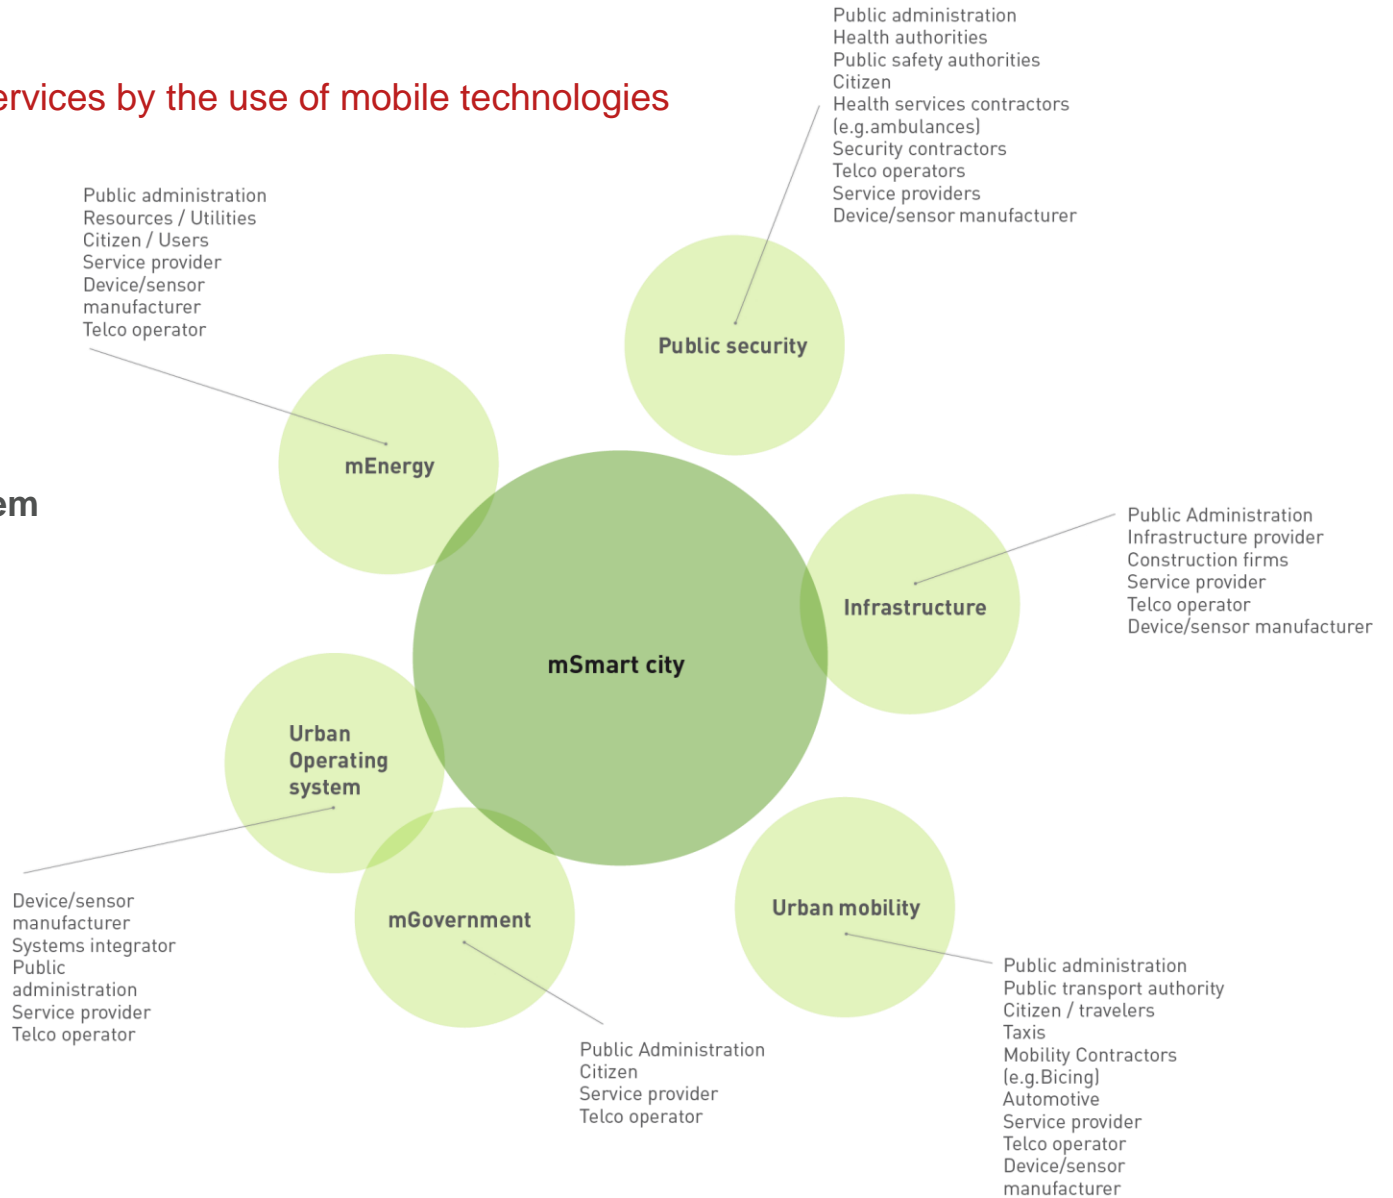 Public administration
Health authorities
Public safety authorities
Citizen
Health services contractors
(e.g.ambulances)
Security contractors
Telco operators
Service providers
Device/sensor manufacturer
ervices by the use of mobile technologies
Public administration
Resources / Utilities
Citizen / Users
Service provider
Device/sensor
manufacturer
Telco operator
Public security
mEnergy
em
Public Administration
Infrastructure provider
Construction firms
Service provider
Telco operator
Device/sensor manufacturer
Infrastructure
mSmart city
Urban
Operating
system
Device/sensor
manufacturer
Systems integrator
Public
administration
Service provider
Telco operator
mGovernment
Urban mobility
Public Administration
Citizen
Service provider
Telco operator
Public administration
Public transport authority
Citizen / travelers
Taxis
Mobility Contractors
(e.g.Bicing)
Automotive
Service provider
Telco operator
Device/sensor
manufacturer